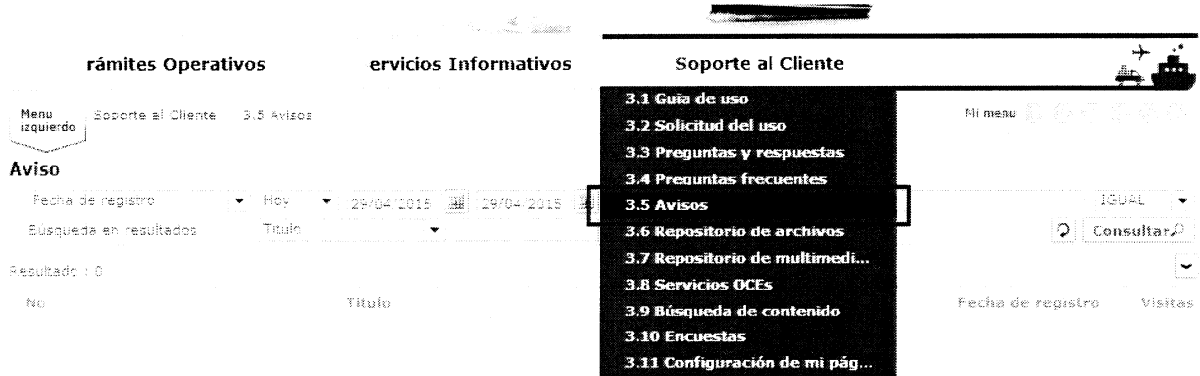 rámites Operativos ervicios Informativos Soporte al Cliente
Menu izquierdo
Soporte al Cliente 3.5 Avisos
Mi menu
3.1 Guia de uso
3.2 Solicitud del uso
3.3 Preguntas y respuestas
3.4 Preguntas frecuentes
3.5 Avisos
3.6 Repositorio de archivos
3.7 Repositorio de multimedi...
3.8 Servicios OCEs
3.9 Búsqueda de contenido
3.10 Encuestas
3.11 Configuración de mi pág...
Aviso
Fecha de registro Hoy 29/04/2015 29/04/2015 IGUAL
Búsqueda en resultados Titulo Consultar
Resultado : 0
No Titulo Fecha de registro Visitas